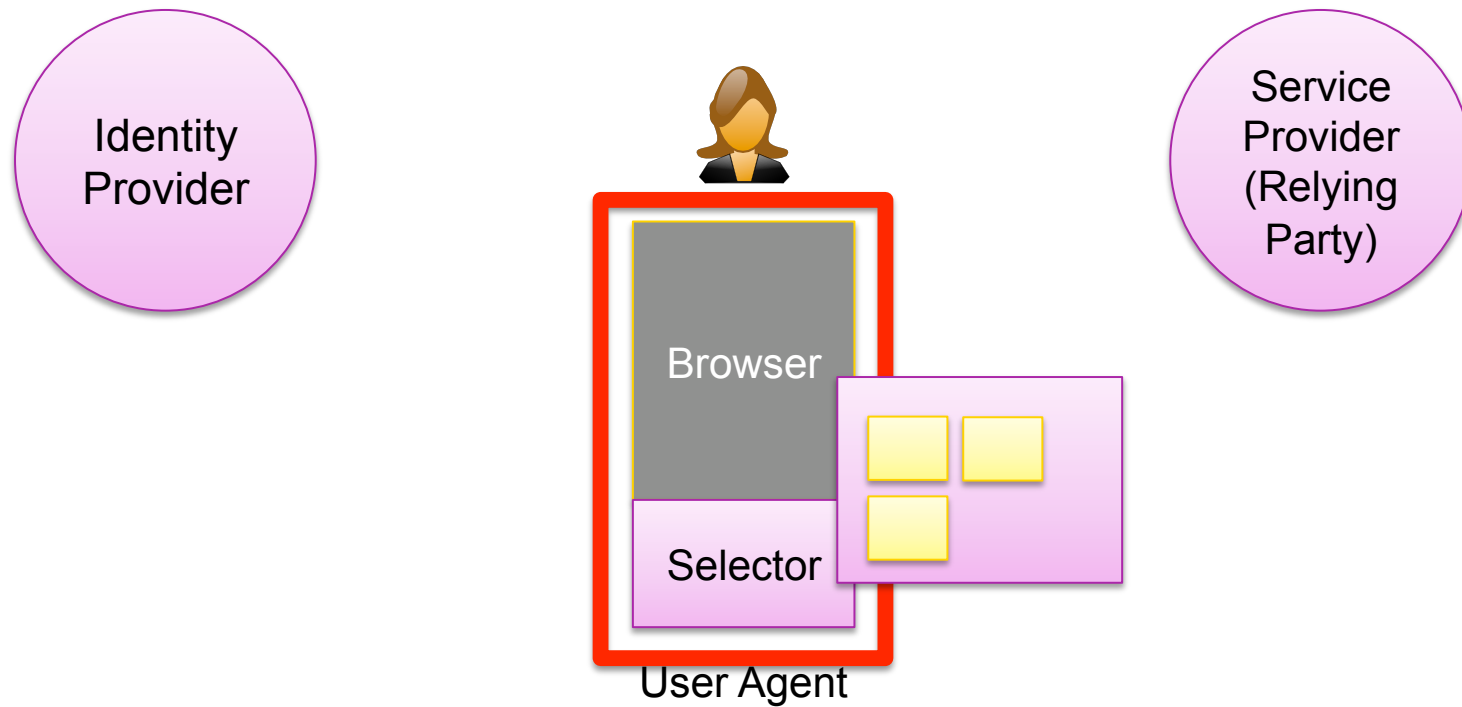 Identity
Provider
Service
Provider
(Relying
Party)
Browser
Selector
User Agent